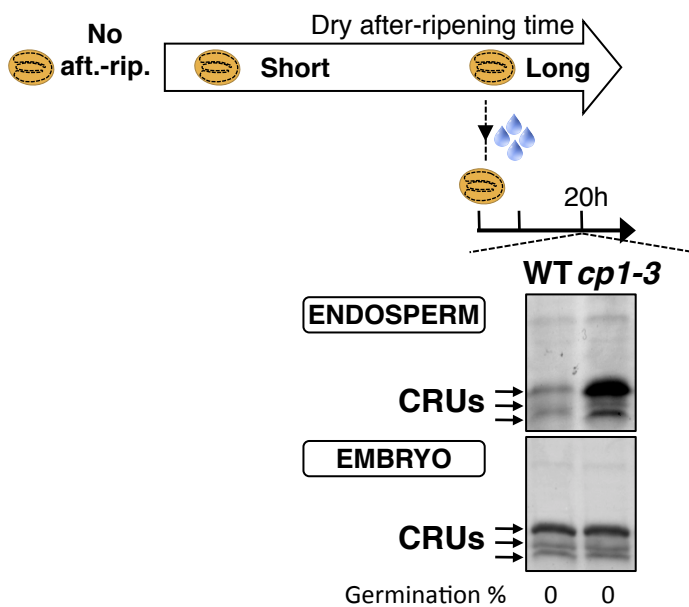 No
aft.-rip.
Dry after-ripening time
Short
Long
20h
WT cp1-3
ENDOSPERM
CRUs
EMBRYO
CRUs
Germination % 0 0